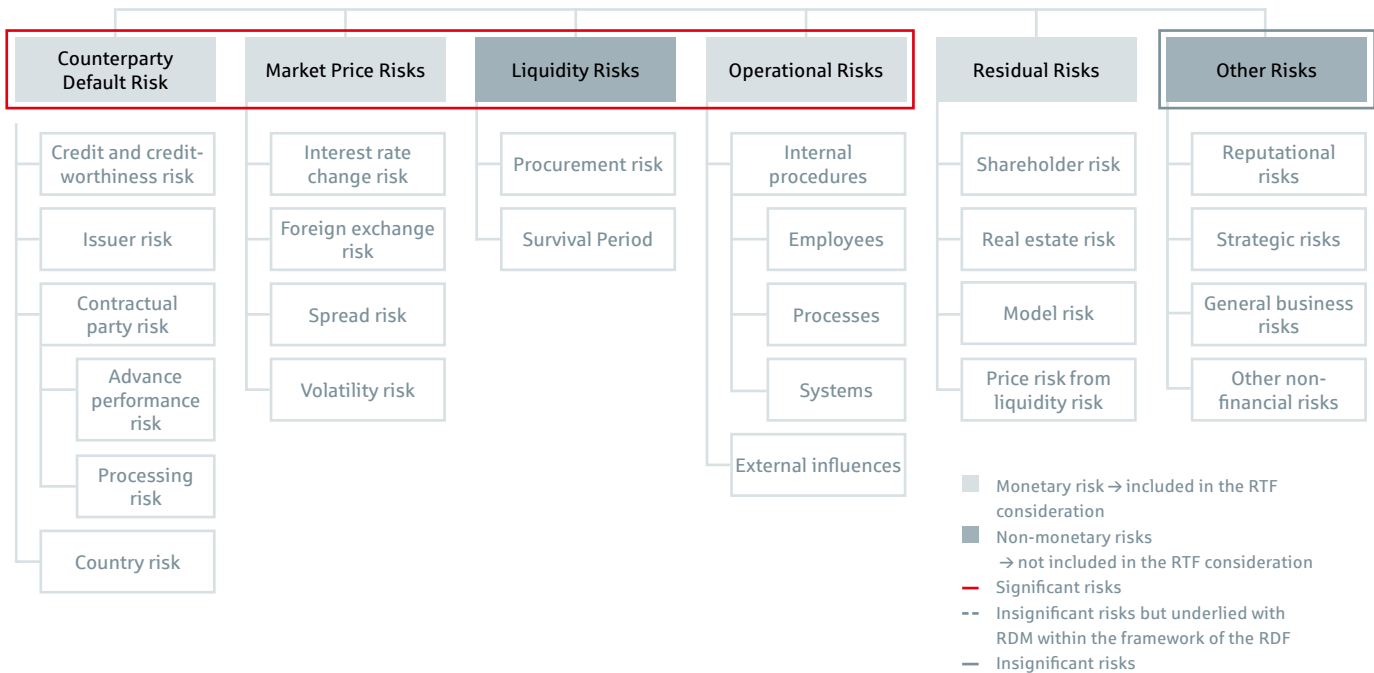 Counterparty
Default Risk
Market Price Risks
Liquidity Risks
Operational Risks
Residual Risks
Other Risks
Credit and credit-
worthiness risk
Issuer risk
Contractual
party risk
Advance
performance
risk
Processing
risk
Country risk
Interest rate
change risk
Foreign exchange
risk
Spread risk
Volatility risk
Procurement risk
Survival Period
Internal
procedures
Employees
Processes
Systems
External influences
Shareholder risk
Real estate risk
Model risk
Price risk from
liquidity risk
Reputational
risks
Strategic risks
General business
risks
Other non-
financial risks
Monetary risk → included in the RTF
consideration
Non-monetary risks
→ not included in the RTF consideration
Significant risks
Insignificant risks but underlied with
RDM within the framework of the RDF
Insignificant risks